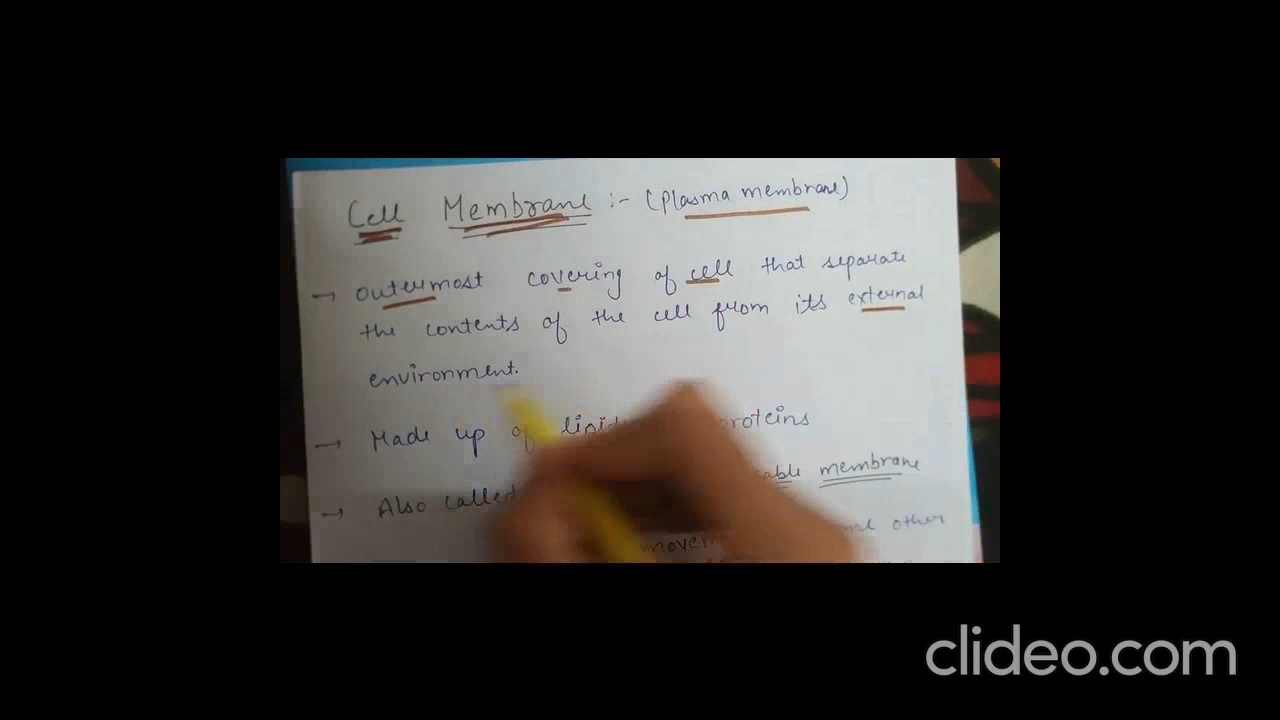 Cell Membrane :- (Plasma membrane)
→ Outermost covering of cell that separate
the contents of the cell from its external
environment.
→ Made up of proteins
→ Also called membrane
other
clideo.com